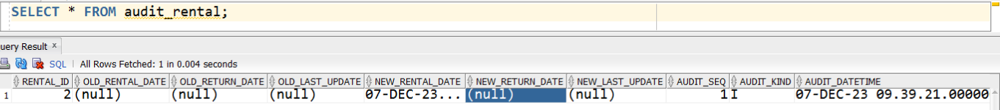 SELECT * FROM audit_rental;
uery Result ×
SQL | All Rows Fetched: 1 in 0.004 seconds
RENTAL_ID OLD_RENTAL_DATE OLD_RETURN_DATE OLD_LAST_UPDATE NEW_RENTAL_DATE NEW_RETURN_DATE NEW_LAST_UPDATE AUDIT_SEQ AUDIT_KIND AUDIT_DATETIME
1 2 (null) (null) (null) 07-DEC-23... (null) (null) 1 I 07-DEC-23 09.39.21.00000